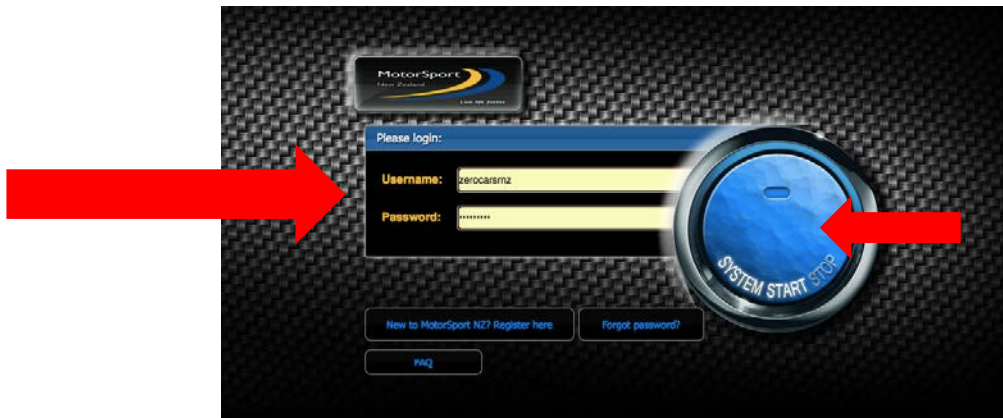 MotorSport
New Zealand
Please login:
Username: zerocarsrnz
Password: •••••••••
SYSTEM START STOP
New to MotorSport NZ? Register here
Forgot password?
FAQ